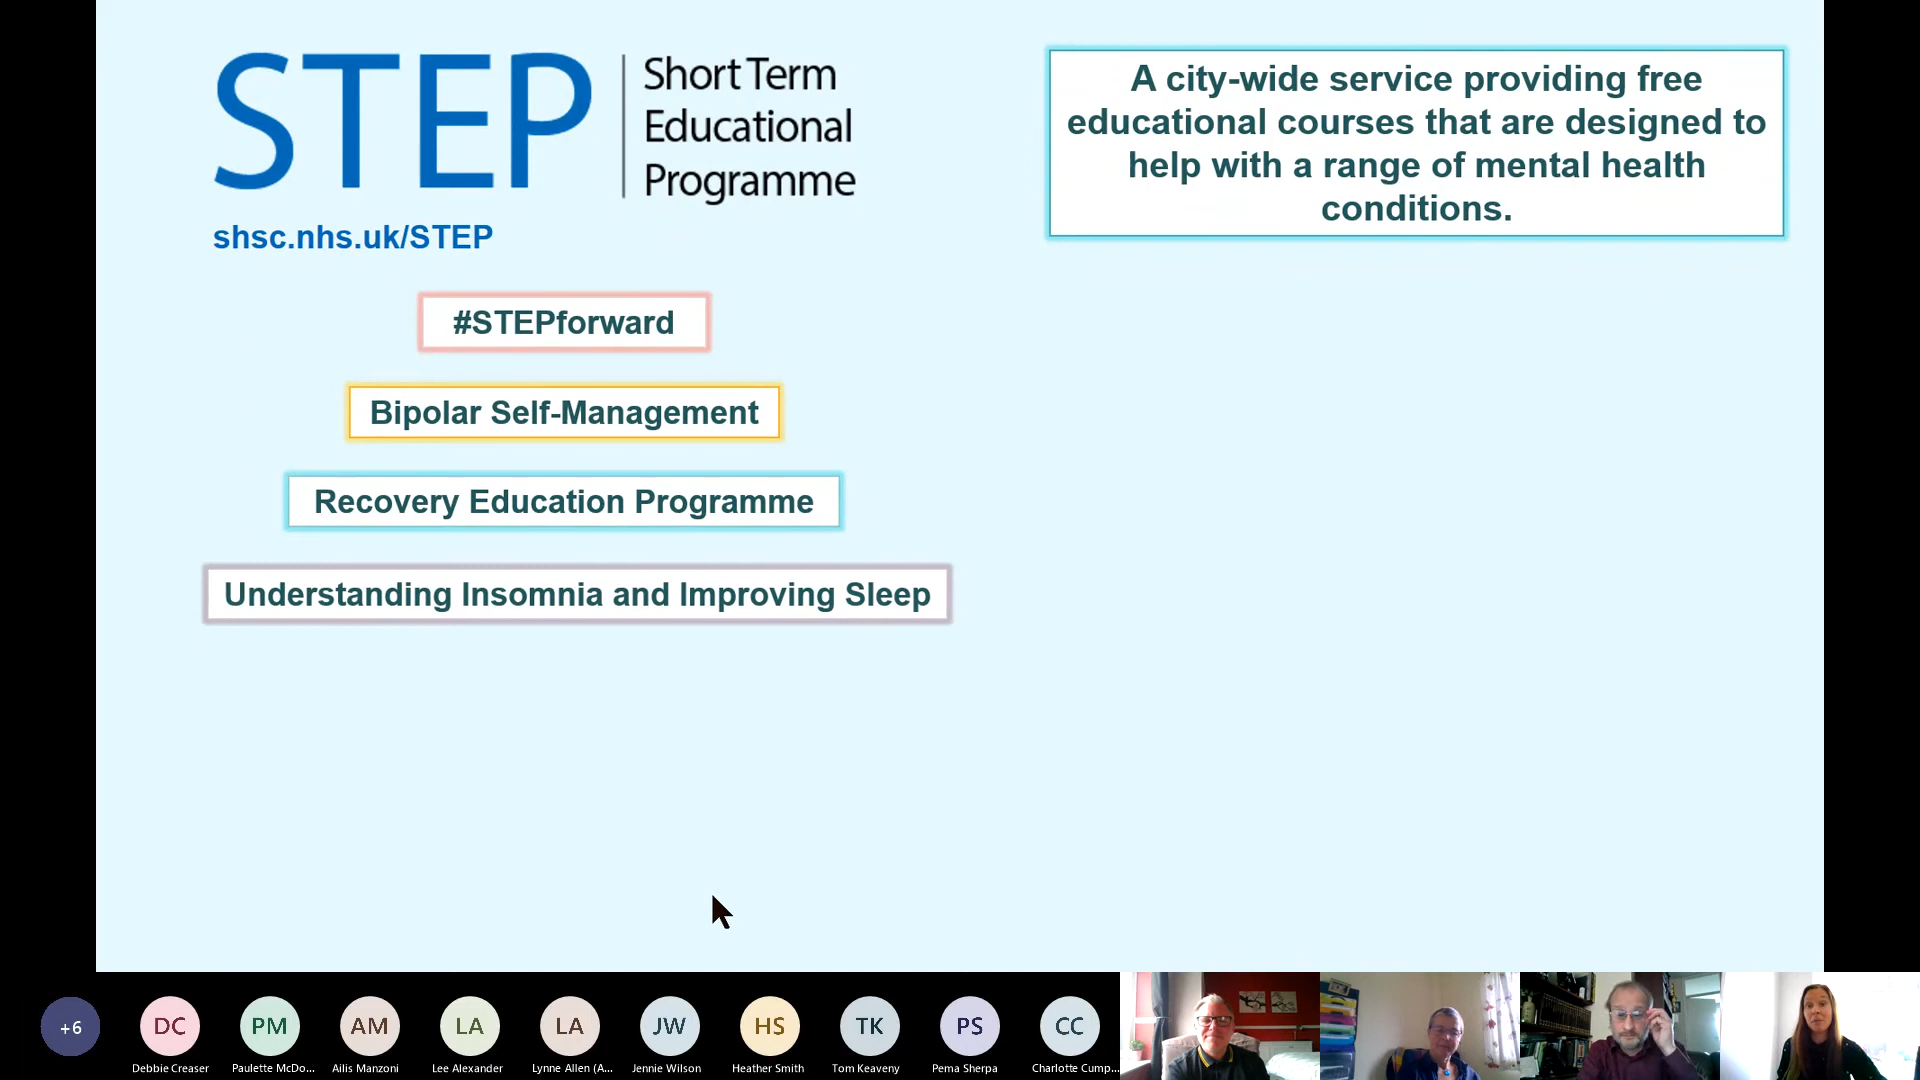 STEP
Short Term
Educational
Programme
shsc.nhs.uk/STEP
A city-wide service providing free
educational courses that are designed to
help with a range of mental health
conditions.
#STEPforward
Bipolar Self-Management
Recovery Education Programme
Understanding Insomnia and Improving Sleep
+6
DC
PM
AM
LA
LA
JW
HS
TK
PS
CC
Debbie Creaser
Paulette McDo...
Ailis Manzoni
Lee Alexander
Lynne Allen (A...
Jennie Wilson
Heather Smith
Tom Keaveny
Pema Sherpa
Charlotte Cump...